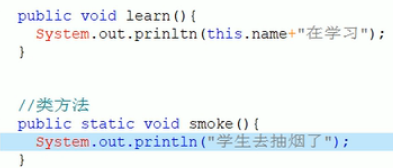 public void learn(){
System.out.prinltn(this.name+"在学习");
}
//类方法
public static void smoke(){
System.out.println("学生去抽烟了");
}